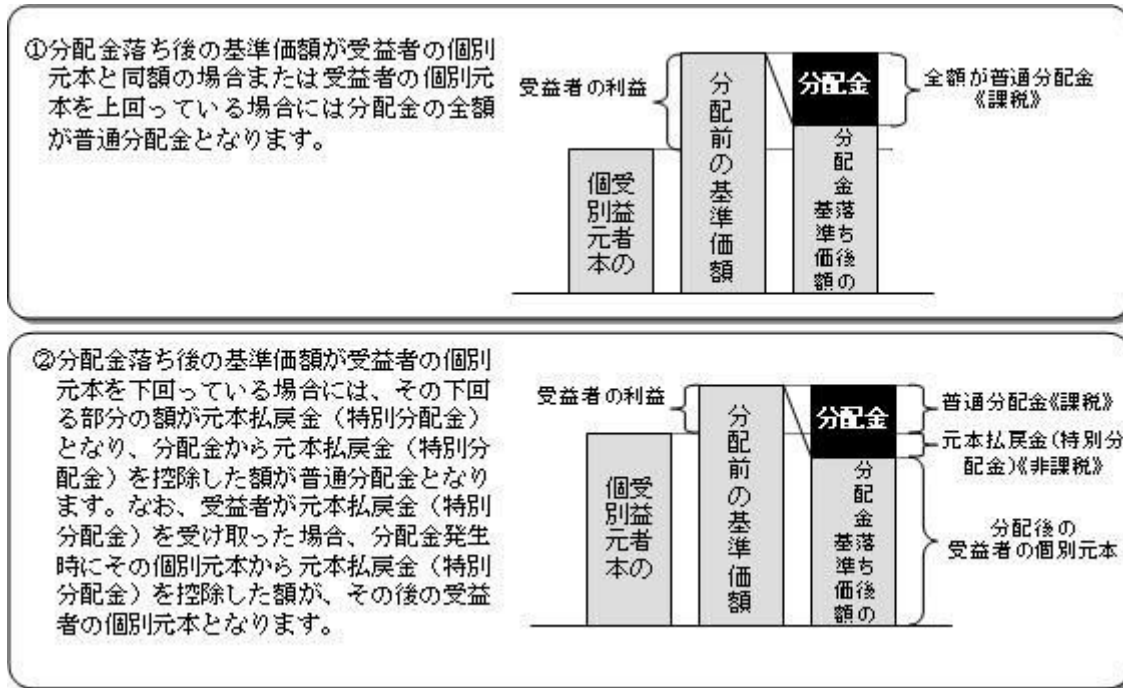 ①分配金落ち後の基準価額が受益者の個別
元本と同額の場合または受益者の個別元
本を上回っている場合には分配金の全額
が普通分配金となります。
受益者の利益
個別元本
受益者の
分配前の基準価額
分配金
分配金落ち後の
基準価額
全額が普通分配金
《課税》
②分配金落ち後の基準価額が受益者の個別
元本を下回っている場合には、その下回
る部分の額が元本払戻金（特別分配金）
となり、分配金から元本払戻金（特別分
配金）を控除した額が普通分配金となり
ます。なお、受益者が元本払戻金（特別
分配金）を受け取った場合、分配金発生
時にその個別元本から元本払戻金（特別
分配金）を控除した額が、その後の受益
者の個別元本となります。
受益者の利益
受益者の
個別元本
分配前の基準価額
分配金
分配金落ち後の
基準価額
普通分配金《課税》
元本払戻金(特別分
配金)《非課税》
分配後の
受益者の個別元本